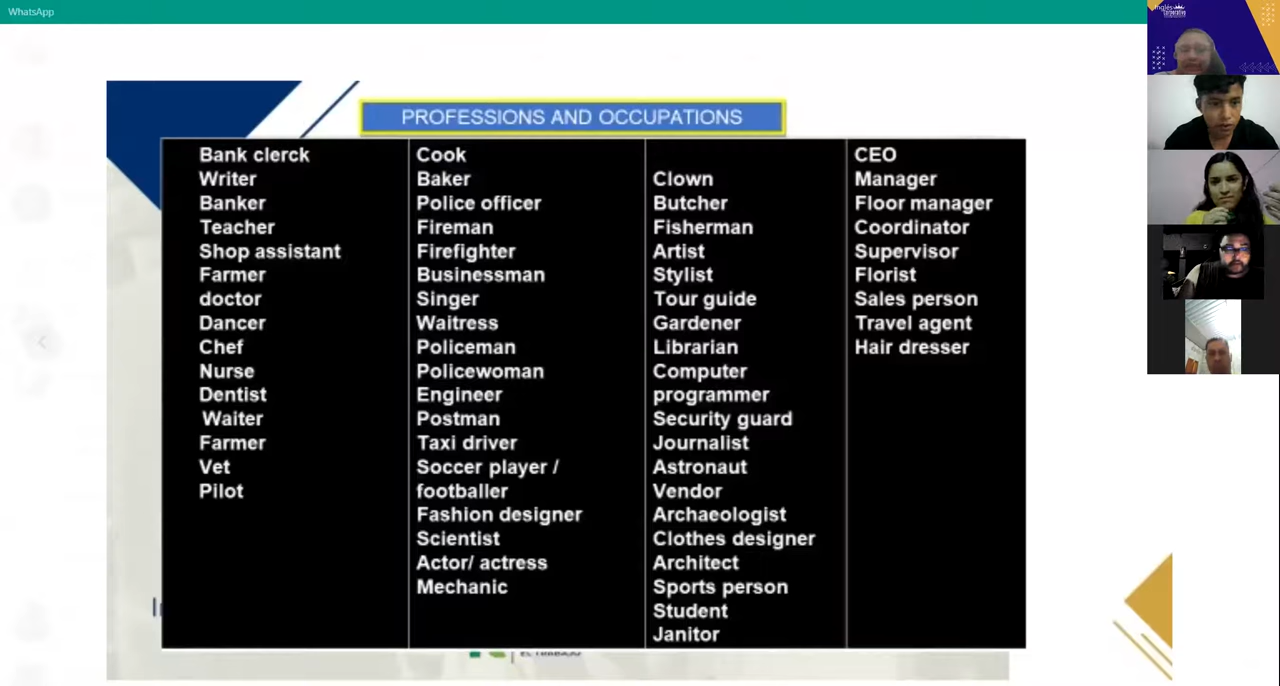 WhatsApp
Inglés
Corporativo
PROFESSIONS AND OCCUPATIONS
Bank clerck
Writer
Banker
Teacher
Shop assistant
Farmer
doctor
Dancer
Chef
Nurse
Dentist
Waiter
Farmer
Vet
Pilot
Cook
Baker
Police officer
Fireman
Firefighter
Businessman
Singer
Waitress
Policeman
Policewoman
Engineer
Postman
Taxi driver
Soccer player /
footballer
Fashion designer
Scientist
Actor/ actress
Mechanic
Clown
Butcher
Fisherman
Artist
Stylist
Tour guide
Gardener
Librarian
Computer
programmer
Security guard
Journalist
Astronaut
Vendor
Archaeologist
Clothes designer
Architect
Sports person
Student
Janitor
CEO
Manager
Floor manager
Coordinator
Supervisor
Florist
Sales person
Travel agent
Hair dresser
EL TRABAJO